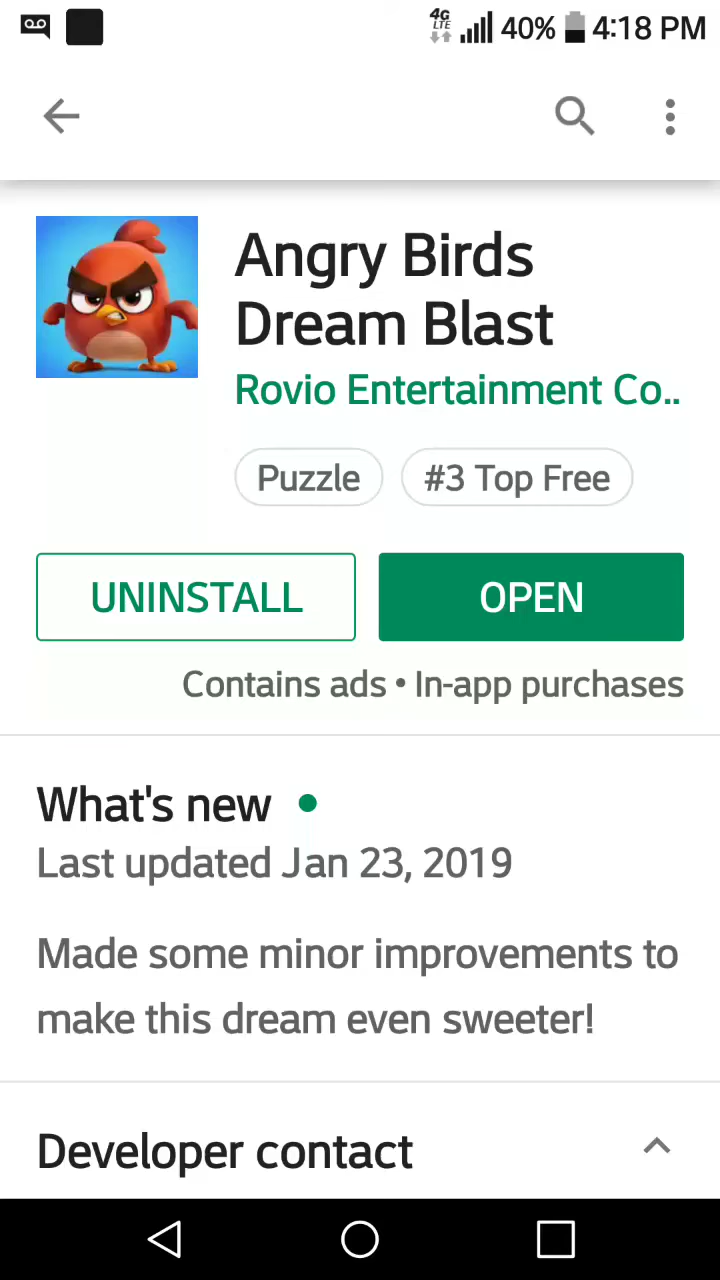 4G LTE 40% 4:18 PM
Angry Birds
Dream Blast
Rovio Entertainment Co..
Puzzle #3 Top Free
UNINSTALL OPEN
Contains ads • In-app purchases
What's new
Last updated Jan 23, 2019
Made some minor improvements to
make this dream even sweeter!
Developer contact